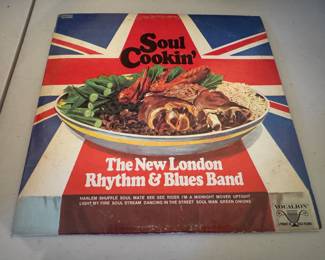 Soul
Cookin'
The New London
Rhythm & Blues Band
HARLEM SHUFFLE SOUL MATE SEE SEE RIDER I'M A MIDNIGHT MOVER UPTIGHT
LIGHT MY FIRE SOUL STREAM DANCING IN THE STREET SOUL MAN GREEN ONIONS
VOCALION